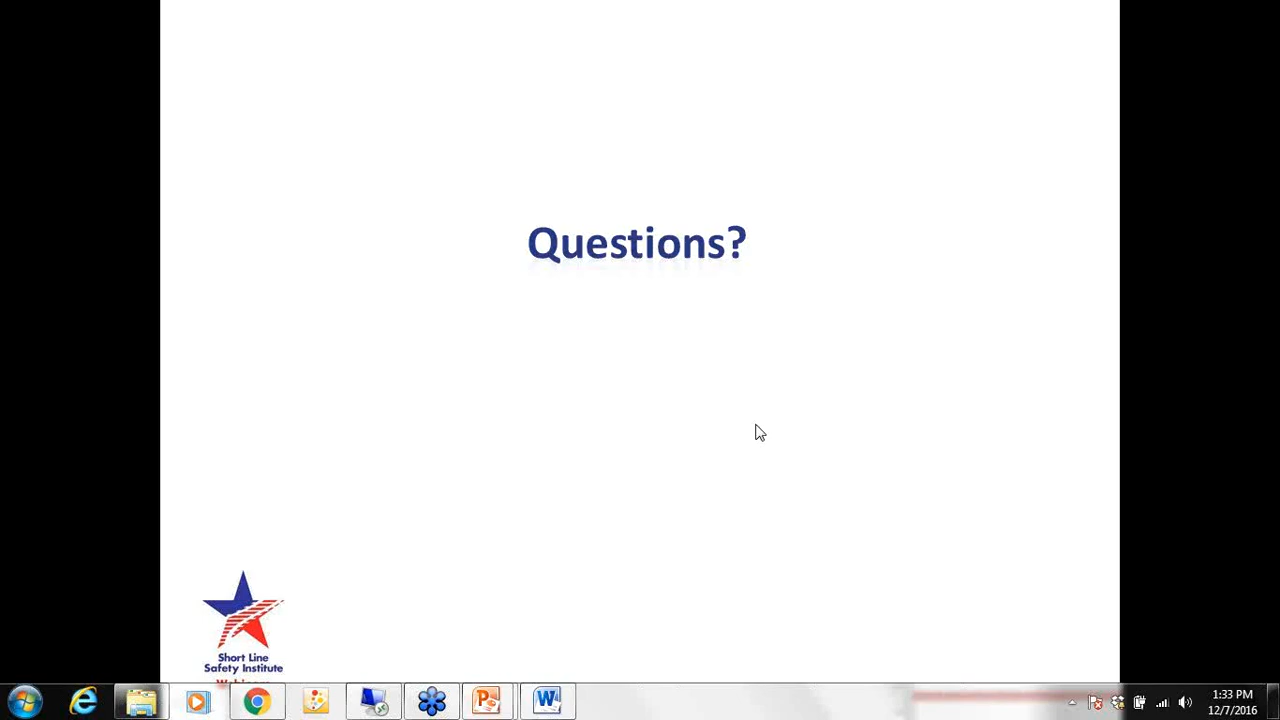 Questions?
Short Line
Safety Institute
1:33 PM
12/7/2016